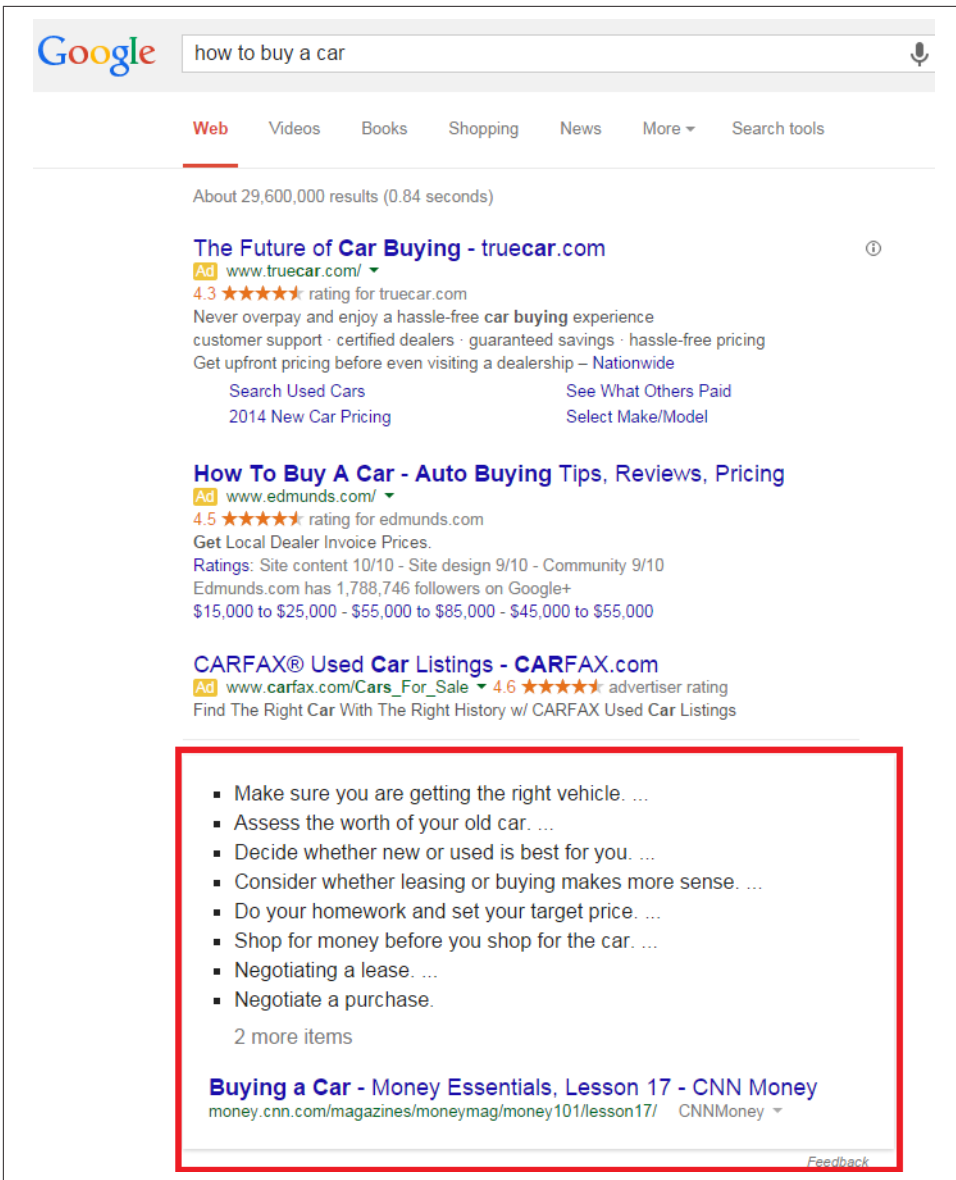 Google how to buy a car
Web Videos Books Shopping News More Search tools
About 29,600,000 results (0.84 seconds)
The Future of Car Buying - truecar.com
Ad www.truecar.com/
4.3 rating for truecar.com
Never overpay and enjoy a hassle-free car buying experience
customer support · certified dealers · guaranteed savings · hassle-free pricing
Get upfront pricing before even visiting a dealership – Nationwide
Search Used Cars See What Others Paid
2014 New Car Pricing Select Make/Model
How To Buy A Car - Auto Buying Tips, Reviews, Pricing
Ad www.edmunds.com/
4.5 rating for edmunds.com
Get Local Dealer Invoice Prices.
Ratings: Site content 10/10 - Site design 9/10 - Community 9/10
Edmunds.com has 1,788,746 followers on Google+
$15,000 to $25,000 - $55,000 to $85,000 - $45,000 to $55,000
CARFAX® Used Car Listings - CARFAX.com
Ad www.carfax.com/Cars_For_Sale 4.6 advertiser rating
Find The Right Car With The Right History w/ CARFAX Used Car Listings
Make sure you are getting the right vehicle. ...
Assess the worth of your old car. ...
Decide whether new or used is best for you. ...
Consider whether leasing or buying makes more sense. ...
Do your homework and set your target price. ...
Shop for money before you shop for the car. ...
Negotiating a lease. ...
Negotiate a purchase.
2 more items
Buying a Car - Money Essentials, Lesson 17 - CNN Money
money.cnn.com/magazines/moneymag/money101/lesson17/ CNNMoney
Feedback